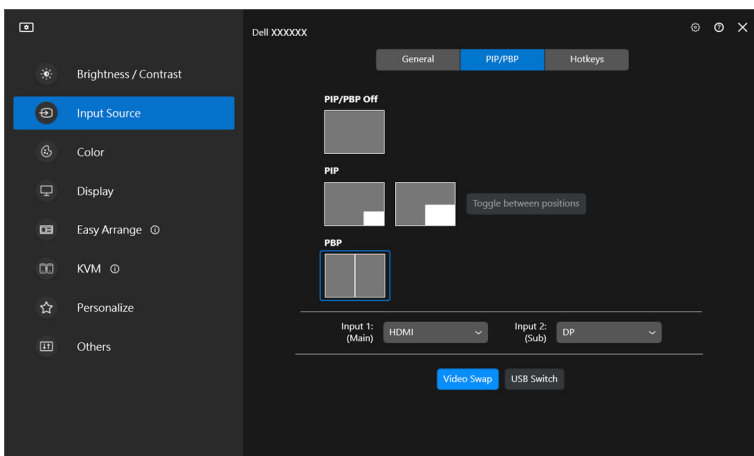 Dell XXXXXX
Brightness / Contrast
Input Source
Color
Display
Easy Arrange
KVM
Personalize
Others
General
PIP/PBP
Hotkeys
PIP/PBP Off
PIP
Toggle between positions
PBP
Input 1:
(Main)
HDMI
Input 2:
(Sub)
DP
Video Swap
USB Switch